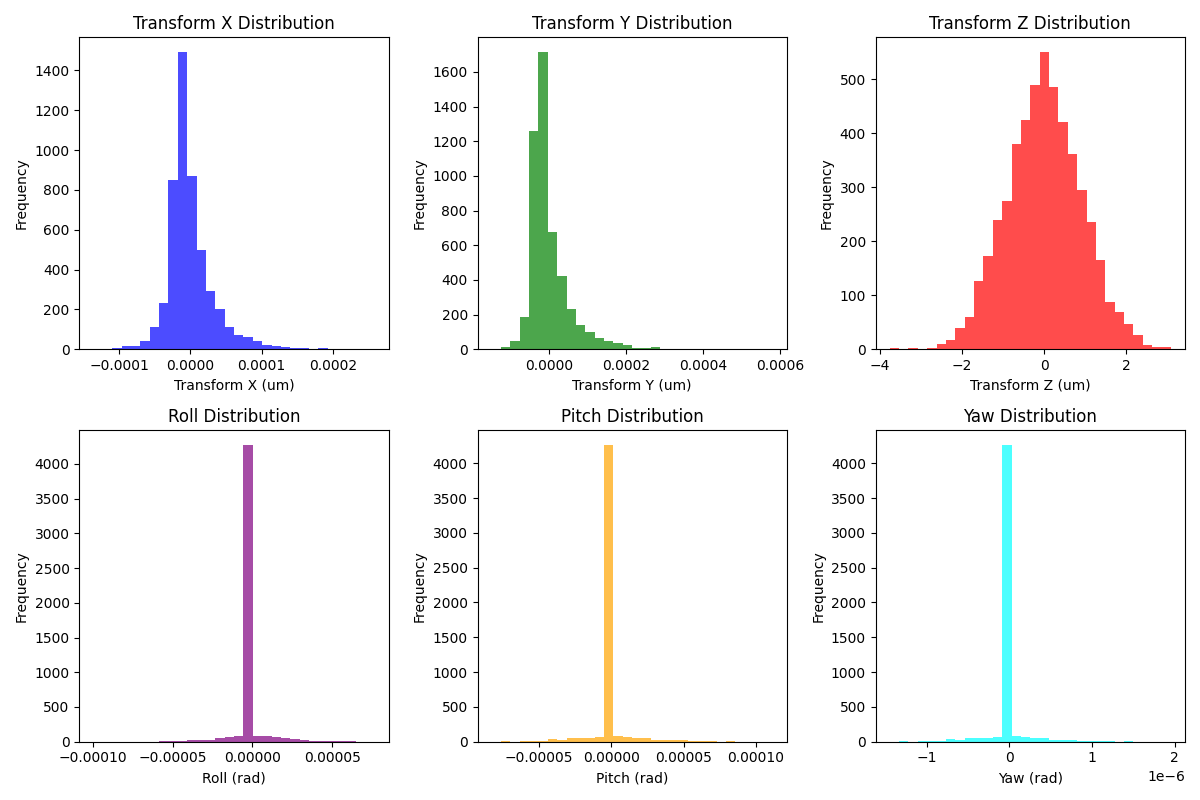 Transform X Distribution
Frequency
1400
1200
1000
800
600
400
200
0
−0.0001 0.0000 0.0001 0.0002
Transform X (um)
Transform Y Distribution
Frequency
1600
1400
1200
1000
800
600
400
200
0
0.0000 0.0002 0.0004 0.0006
Transform Y (um)
Transform Z Distribution
Frequency
500
400
300
200
100
0
−4 −2 0 2
Transform Z (um)
Roll Distribution
Frequency
4000
3500
3000
2500
2000
1500
1000
500
0
−0.00010 −0.00005 0.00000 0.00005
Roll (rad)
Pitch Distribution
Frequency
4000
3500
3000
2500
2000
1500
1000
500
0
−0.00005 0.00000 0.00005 0.00010
Pitch (rad)
Yaw Distribution
Frequency
4000
3500
3000
2500
2000
1500
1000
500
0
−1 0 1 2
1e−6
Yaw (rad)